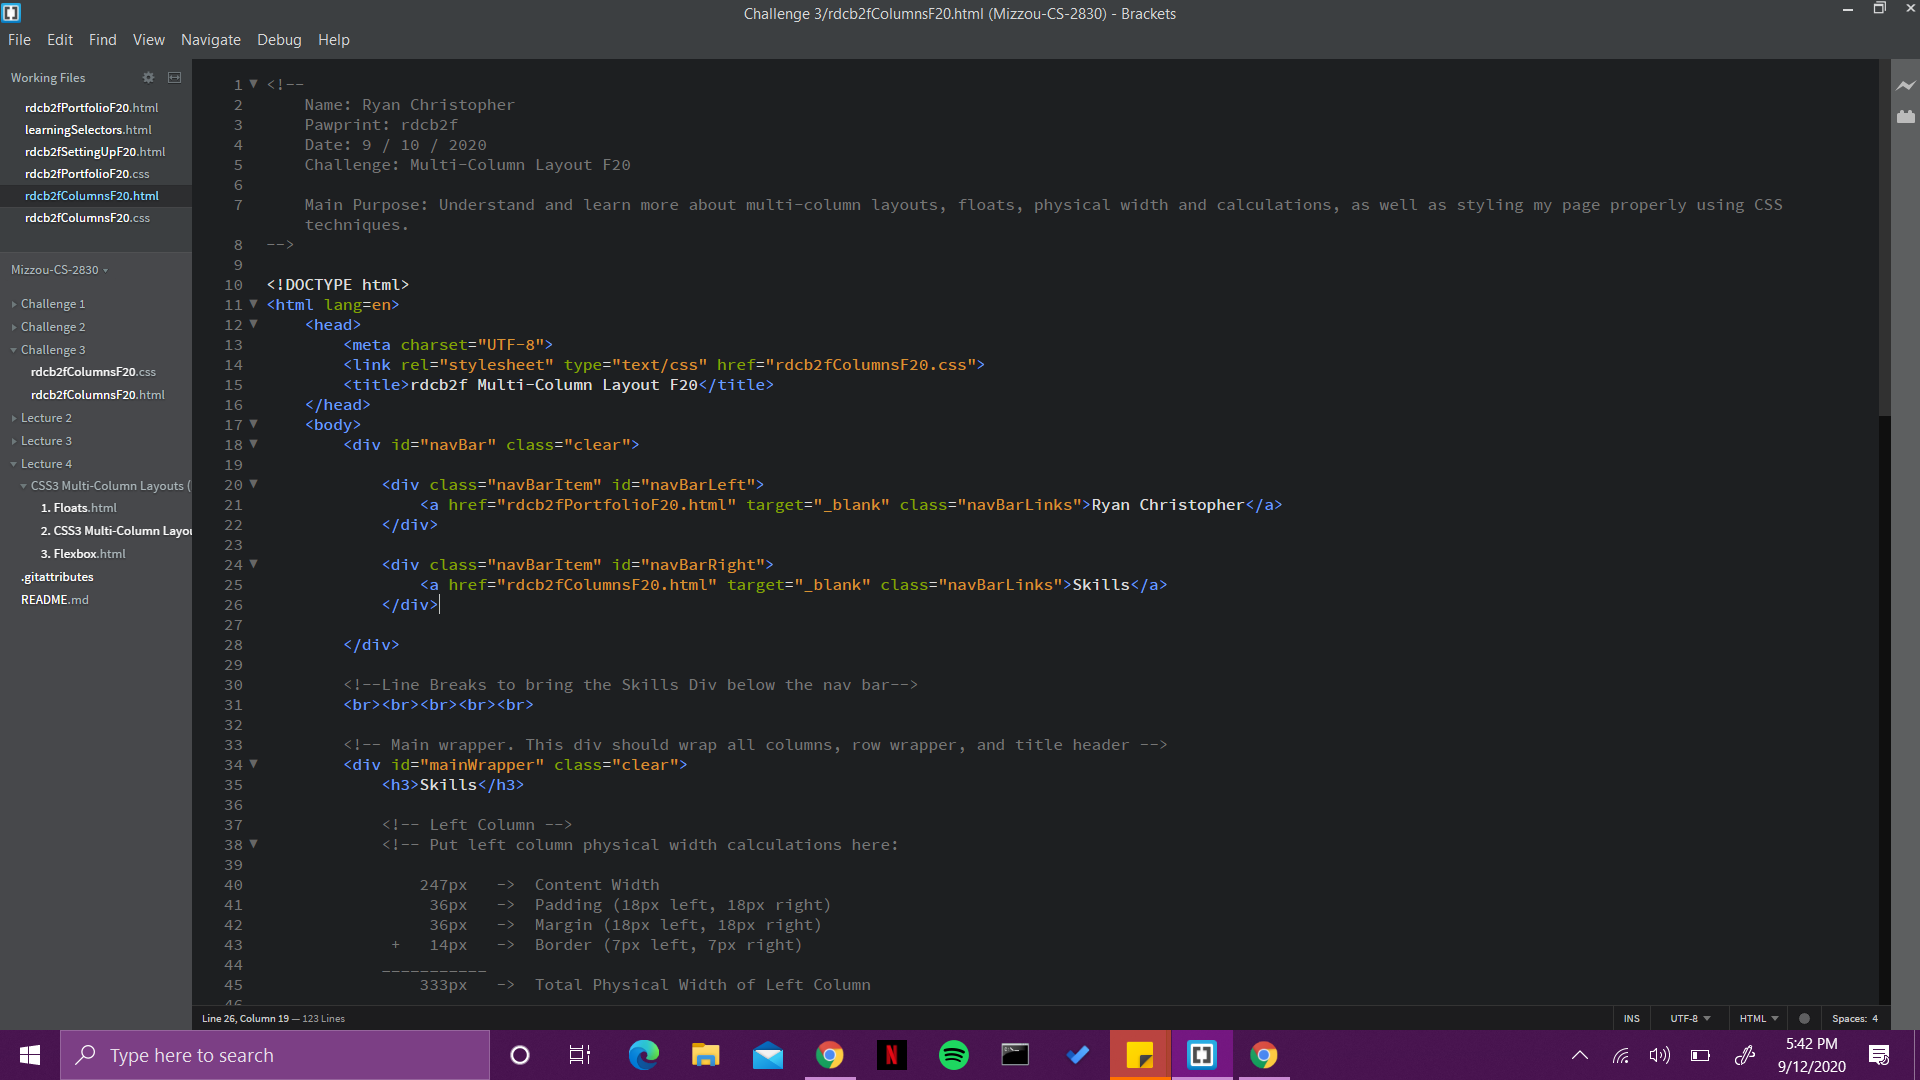 Challenge 3/rdcb2fColumnsF20.html (Mizzou-CS-2830) - Brackets
File Edit Find View Navigate Debug Help
Working Files
rdcb2fPortfolioF20.html
learningSelectors.html
rdcb2fSettingUpF20.html
rdcb2fPortfolioF20.css
rdcb2fColumnsF20.html
rdcb2fColumnsF20.css
Mizzou-CS-2830
Challenge 1
Challenge 2
Challenge 3
rdcb2fColumnsF20.css
rdcb2fColumnsF20.html
Lecture 2
Lecture 3
Lecture 4
CSS3 Multi-Column Layouts (
1. Floats.html
2. CSS3 Multi-Column Layou
3. Flexbox.html
.gitattributes
README.md
1 <!--
2 Name: Ryan Christopher
3 Pawprint: rdcb2f
4 Date: 9 / 10 / 2020
5 Challenge: Multi-Column Layout F20
6
7 Main Purpose: Understand and learn more about multi-column layouts, floats, physical width and calculations, as well as styling my page properly using CSS
techniques.
8 -->
9
10 <!DOCTYPE html>
11 <html lang=en>
12 <head>
13 <meta charset="UTF-8">
14 <link rel="stylesheet" type="text/css" href="rdcb2fColumnsF20.css">
15 <title>rdcb2f Multi-Column Layout F20</title>
16 </head>
17 <body>
18 <div id="navBar" class="clear">
19
20 <div class="navBarItem" id="navBarLeft">
21 <a href="rdcb2fPortfolioF20.html" target="_blank" class="navBarLinks">Ryan Christopher</a>
22 </div>
23
24 <div class="navBarItem" id="navBarRight">
25 <a href="rdcb2fColumnsF20.html" target="_blank" class="navBarLinks">Skills</a>
26 </div>
27
28 </div>
29
30 <!--Line Breaks to bring the Skills Div below the nav bar-->
31 <br><br><br><br><br>
32
33 <!-- Main wrapper. This div should wrap all columns, row wrapper, and title header -->
34 <div id="mainWrapper" class="clear">
35 <h3>Skills</h3>
36
37 <!-- Left Column -->
38 <!-- Put left column physical width calculations here:
39
40 247px -> Content Width
41 36px -> Padding (18px left, 18px right)
42 36px -> Margin (18px left, 18px right)
43 + 14px -> Border (7px left, 7px right)
44 ___________
45 333px -> Total Physical Width of Left Column
46
Line 26, Column 19 — 123 Lines
INS UTF-8 HTML Spaces: 4
Type here to search
5:42 PM
9/12/2020